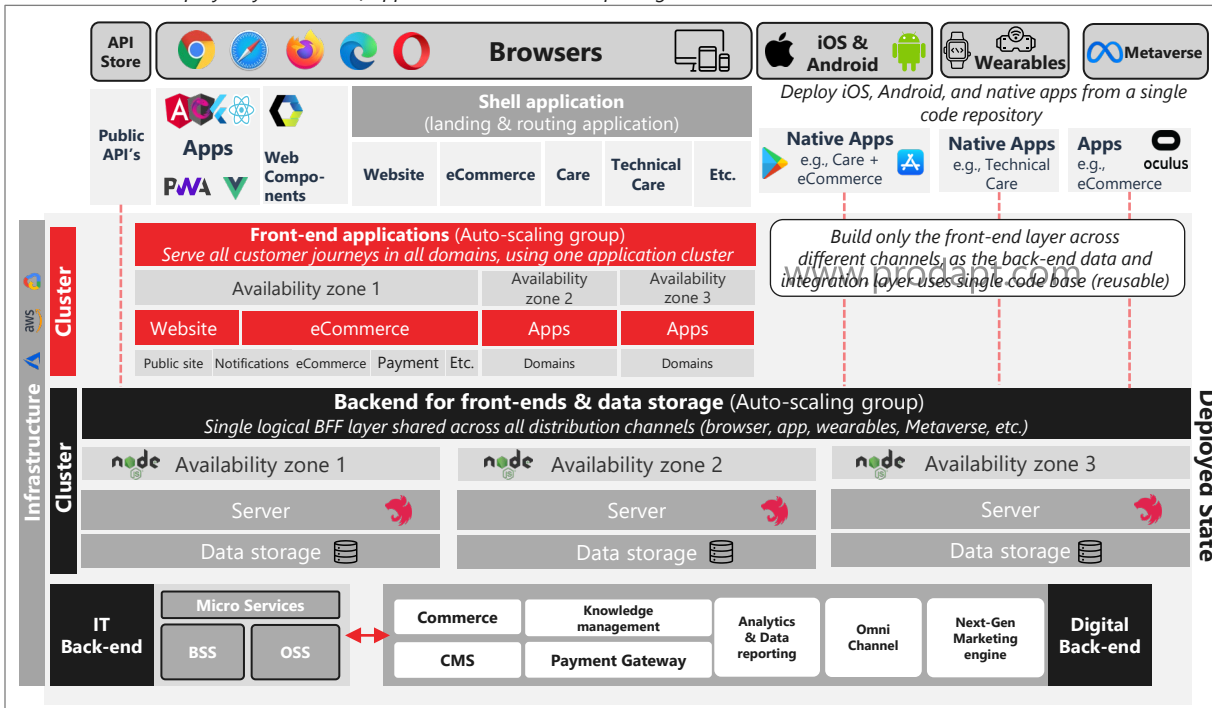 API
Store
Browsers
iOS &
Android
Wearables
Metaverse
Public
API's
Apps
PWA
Web
Compo-
nents
Shell application
(landing & routing application)
Website
eCommerce
Care
Technical
Care
Etc.
Deploy iOS, Android, and native apps from a single
code repository
Native Apps
e.g., Care +
eCommerce
Native Apps
e.g., Technical
Care
Apps
e.g.,
eCommerce
oculus
Infrastructure
aws
Cluster
Front-end applications (Auto-scaling group)
Serve all customer journeys in all domains, using one application cluster
Availability zone 1
Availability
zone 2
Availability
zone 3
Website
eCommerce
Apps
Apps
Public site
Notifications
eCommerce
Payment
Etc.
Domains
Domains
Build only the front-end layer across
different channels, as the back-end data and
integration layer uses single code base (reusable)
www.prodapt.com
Cluster
Backend for front-ends & data storage (Auto-scaling group)
Single logical BFF layer shared across all distribution channels (browser, app, wearables, Metaverse, etc.)
node
JS
Availability zone 1
node
JS
Availability zone 2
node
JS
Availability zone 3
Server
Server
Server
Data storage
Data storage
Data storage
Deployed State
IT
Back-end
Micro Services
BSS
OSS
Commerce
CMS
Knowledge
management
Payment Gateway
Analytics
& Data
reporting
Omni
Channel
Next-Gen
Marketing
engine
Digital
Back-end